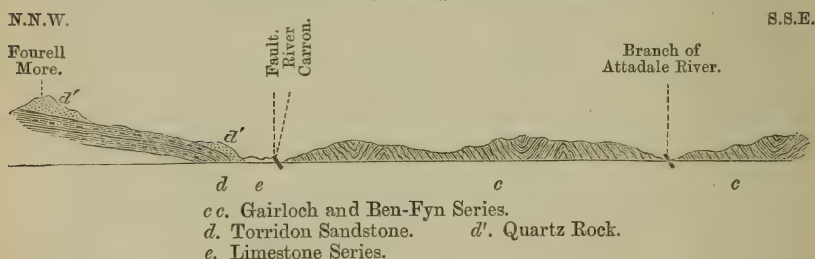 N.N.W.
S.S.E.
Fourell
More.
Fault.
River
Carron.
Branch of
Attadale River.
d′
d′
d e c c
c c. Gairloch and Ben-Fyn Series.
d. Torridon Sandstone. d′. Quartz Rock.
e. Limestone Series.